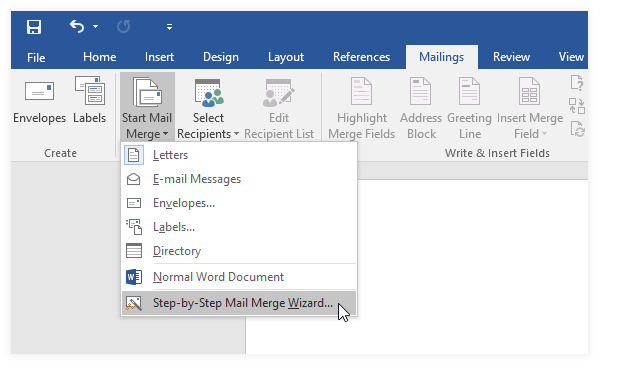 File Home Insert Design Layout References Mailings Review View
Envelopes Labels Start Mail Merge Select Recipients Edit Recipient List Highlight Merge Fields Address Block Greeting Line Insert Merge Field
Create Write & Insert Fields
Letters
E-mail Messages
Envelopes...
Labels...
Directory
Normal Word Document
Step-by-Step Mail Merge Wizard...